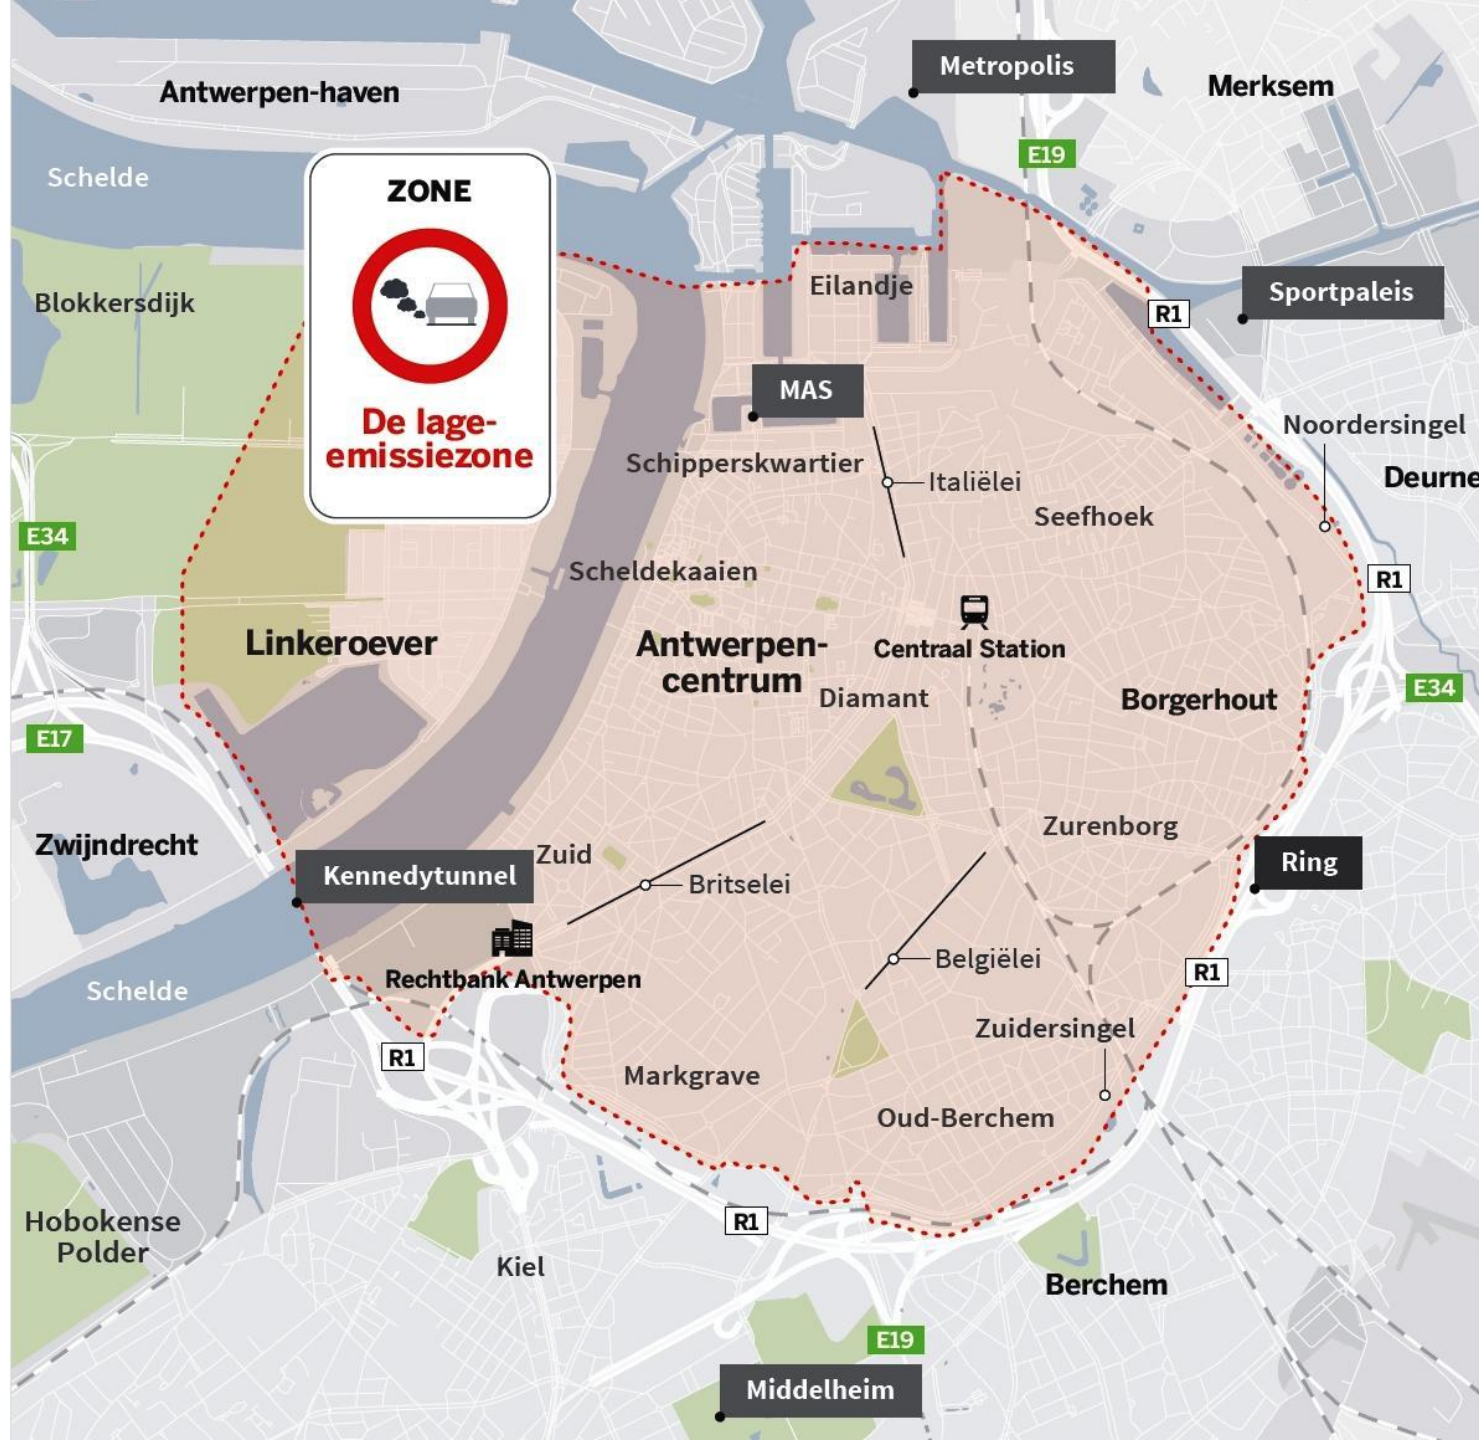 Metropolis
Merksem
Antwerpen-haven
E19
Schelde
ZONE
De lage-
emissiezone
Eilandje
Sportpaleis
Blokkersdijk
R1
MAS
Noordersingel
Schipperskwartier
Italiëlei
Deurne
Seefhoek
E34
Scheldekaaien
R1
Linkeroever
Antwerpen-
centrum
Centraal Station
Diamant
Borgerhout
E34
E17
Zwijndrecht
Zurenborg
Zuid
Ring
Kennedytunnel
Britselei
Belgiëlei
Rechtbank Antwerpen
R1
Schelde
Zuidersingel
R1
Markgrave
Oud-Berchem
Hobokense
Polder
R1
Kiel
Berchem
E19
Middelheim